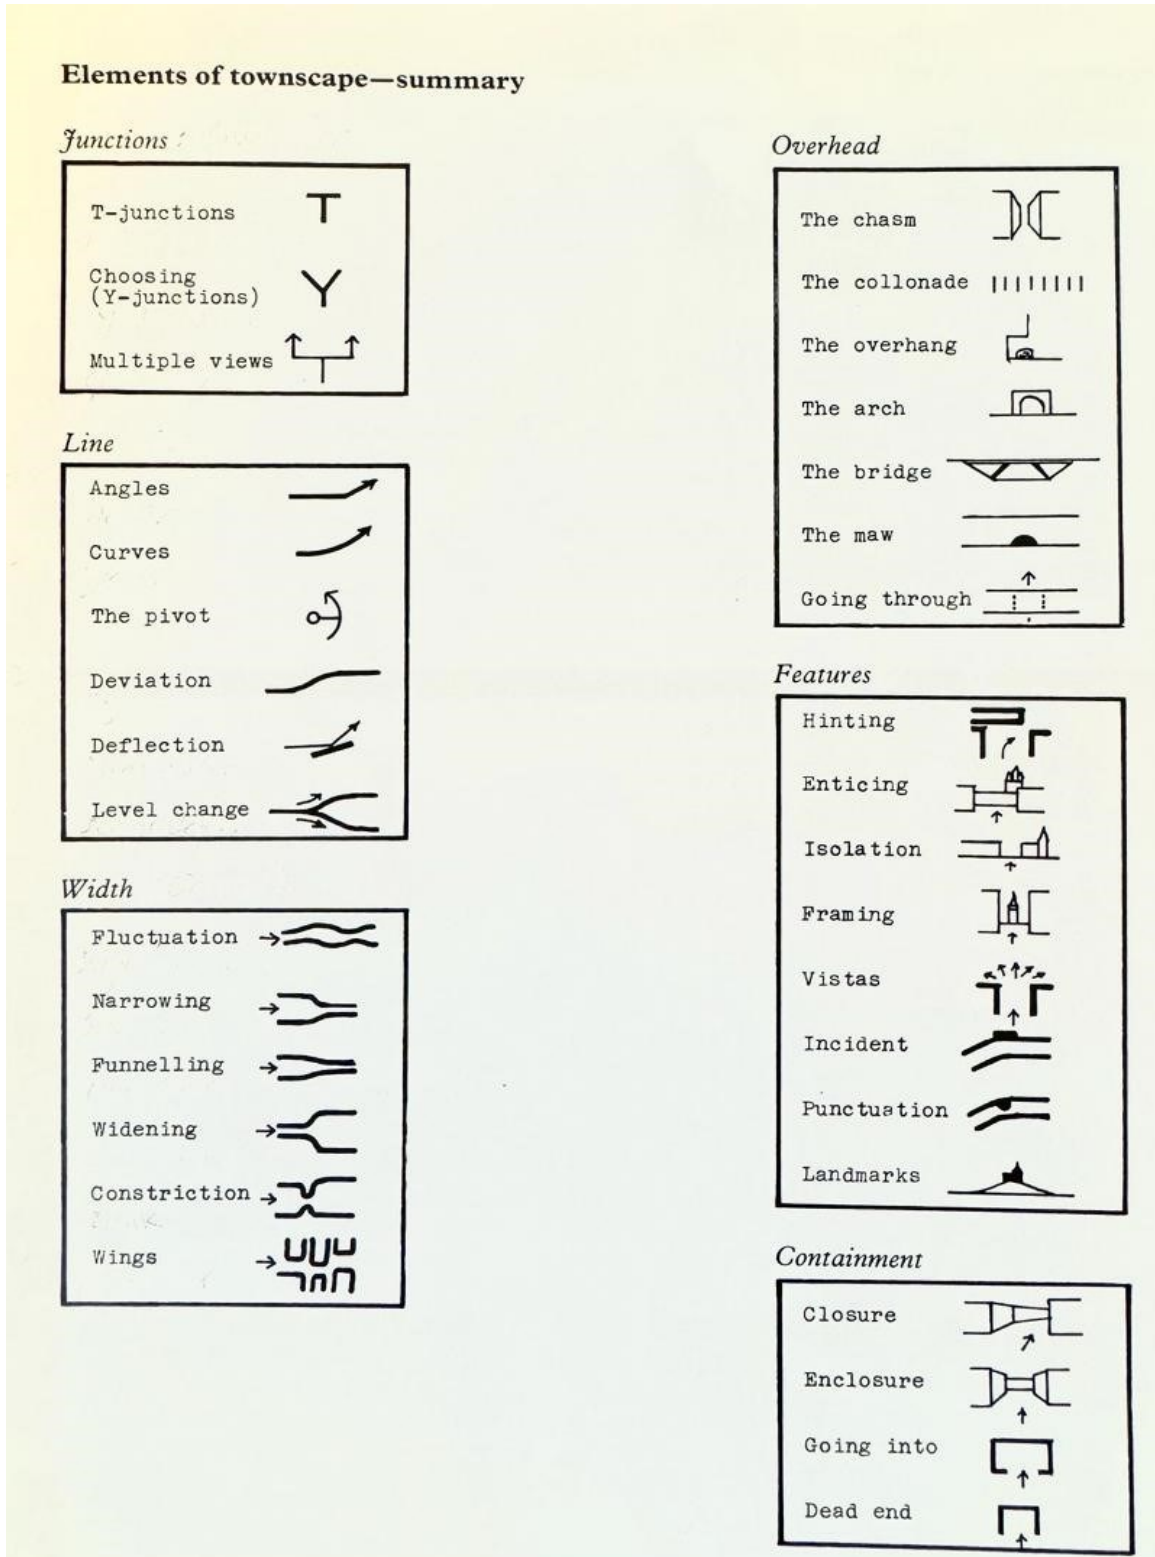 Elements of townscape—summary
Junctions
T-junctions
Choosing
(Y-junctions)
Multiple views
Line
Angles
Curves
The pivot
Deviation
Deflection
Level change
Width
Fluctuation
Narrowing
Funnelling
Widening
Constriction
Wings
Overhead
The chasm
The collonade
The overhang
The arch
The bridge
The maw
Going through
Features
Hinting
Enticing
Isolation
Framing
Vistas
Incident
Punctuation
Landmarks
Containment
Closure
Enclosure
Going into
Dead end